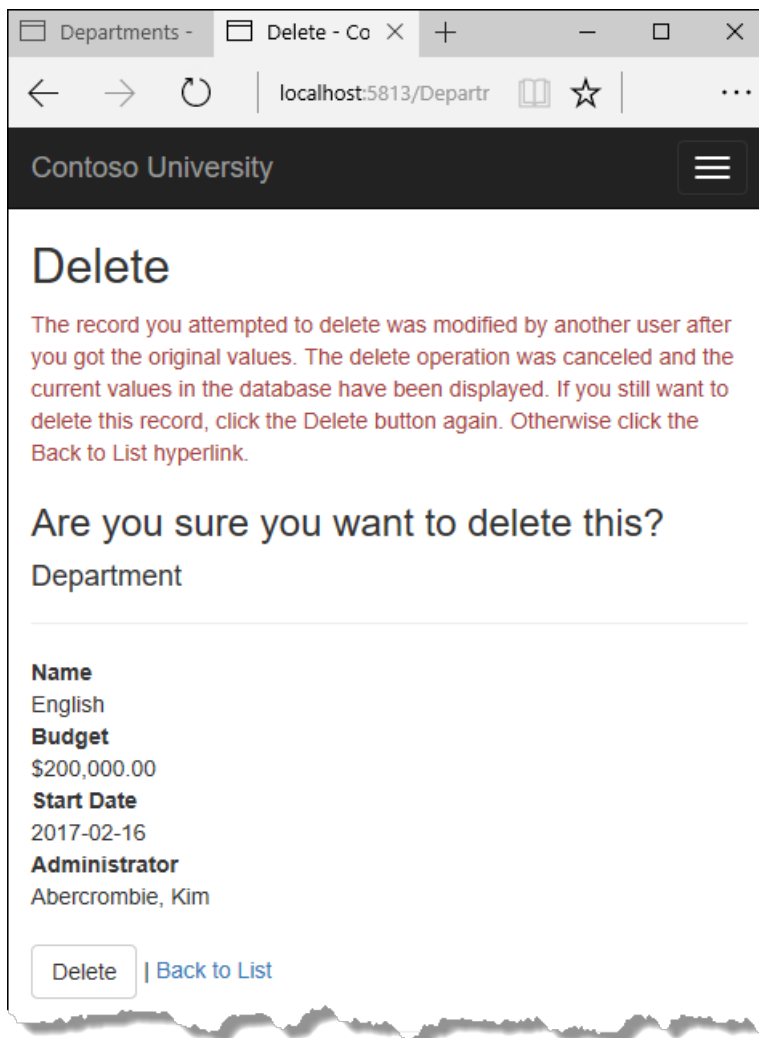 Departments -
Delete - Co
localhost:5813/Departr
Contoso University
Delete
The record you attempted to delete was modified by another user after
you got the original values. The delete operation was canceled and the
current values in the database have been displayed. If you still want to
delete this record, click the Delete button again. Otherwise click the
Back to List hyperlink.
Are you sure you want to delete this?
Department
Name
English
Budget
$200,000.00
Start Date
2017-02-16
Administrator
Abercrombie, Kim
Delete | Back to List